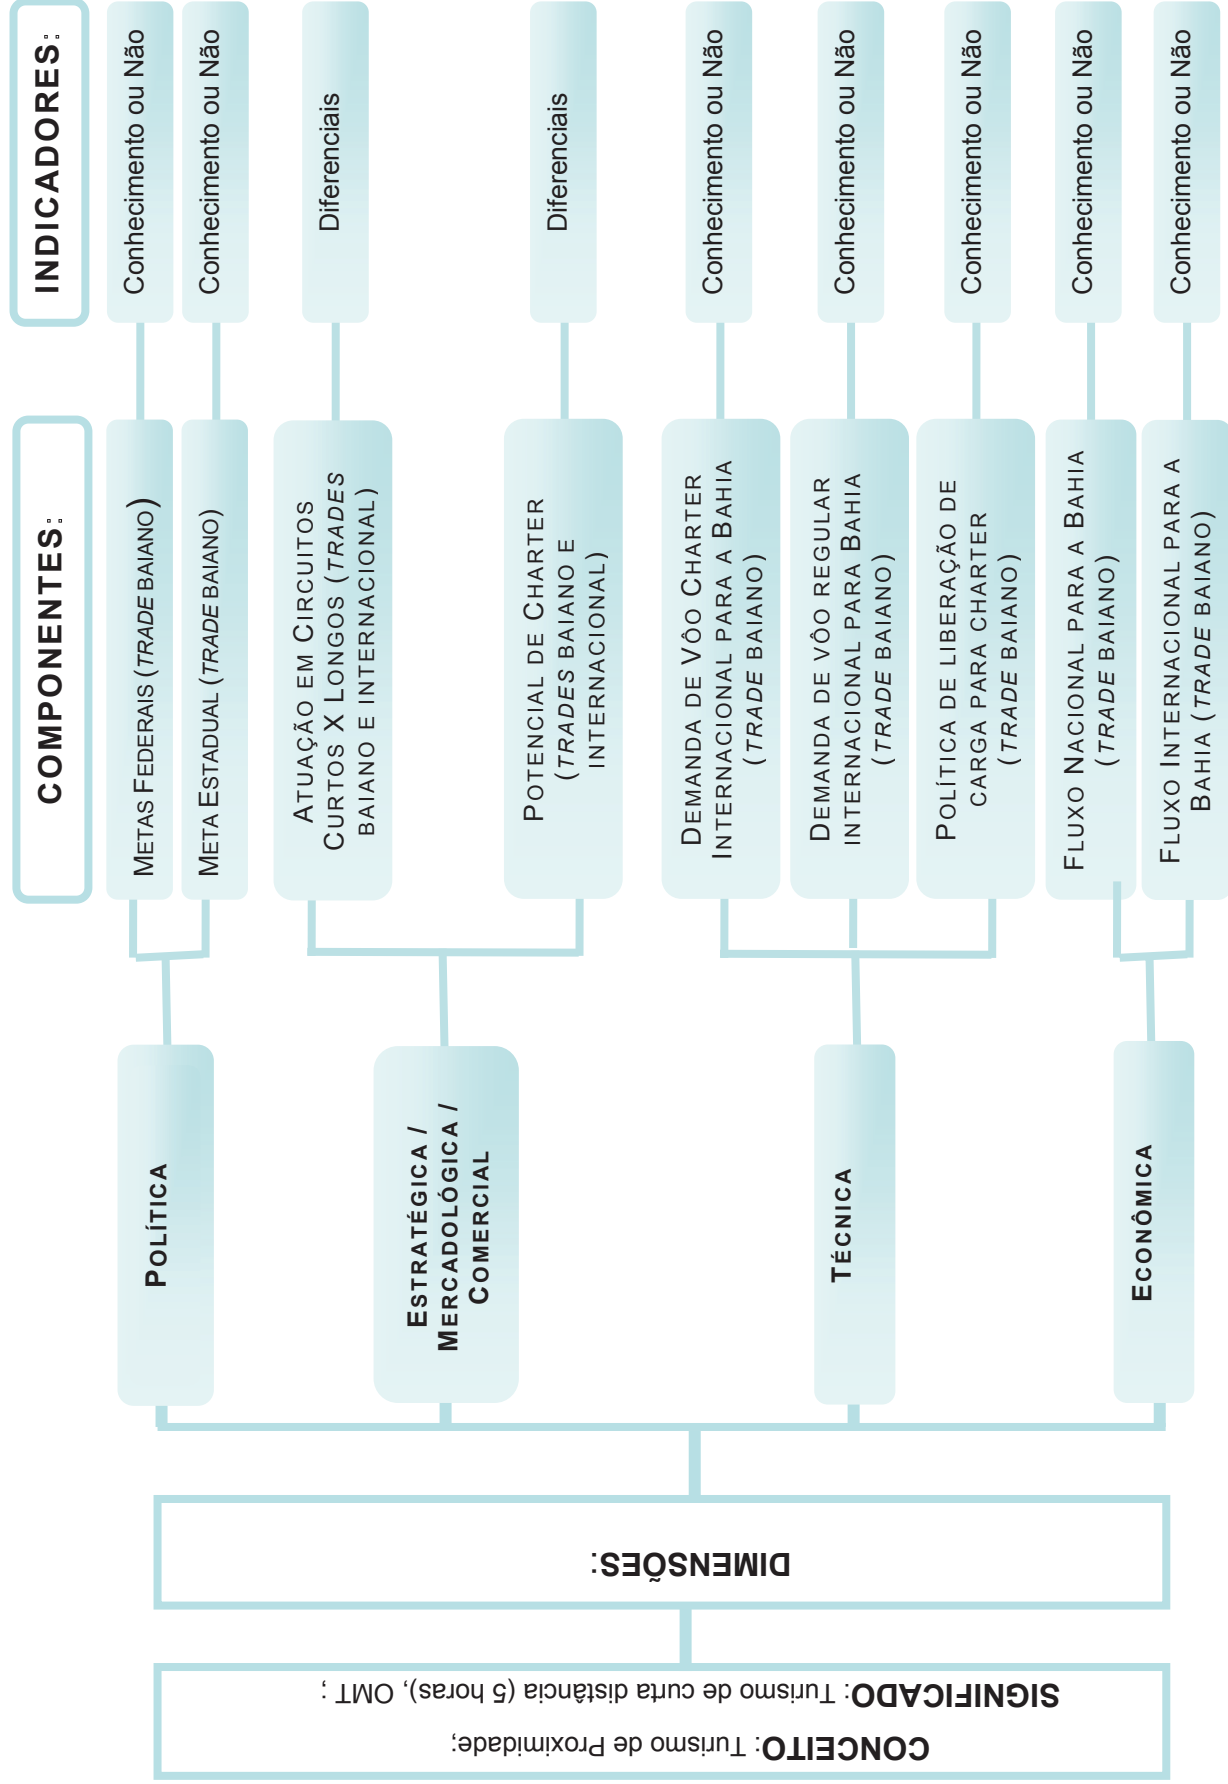 CONCEITO: Turismo de Proximidade;
SIGNIFICADO: Turismo de curta distância (5 horas), OMT ;
DIMENSÕES:
POLÍTICA
ESTRATÉGICA /
MERCADOLÓGICA /
COMERCIAL
TÉCNICA
ECONÔMICA
COMPONENTES:
METAS FEDERAIS (TRADE BAIANO)
META ESTADUAL (TRADE BAIANO)
ATUAÇÃO EM CIRCUITOS
CURTOS X LONGOS (TRADES
BAIANO E INTERNACIONAL)
POTENCIAL DE CHARTER
(TRADES BAIANO E
INTERNACIONAL)
DEMANDA DE VÔO CHARTER
INTERNACIONAL PARA A BAHIA
(TRADE BAIANO)
DEMANDA DE VÔO REGULAR
INTERNACIONAL PARA BAHIA
(TRADE BAIANO)
POLÍTICA DE LIBERAÇÃO DE
CARGA PARA CHARTER
(TRADE BAIANO)
FLUXO NACIONAL PARA A BAHIA
(TRADE BAIANO)
FLUXO INTERNACIONAL PARA A
BAHIA (TRADE BAIANO)
INDICADORES:
Conhecimento ou Não
Conhecimento ou Não
Diferenciais
Diferenciais
Conhecimento ou Não
Conhecimento ou Não
Conhecimento ou Não
Conhecimento ou Não
Conhecimento ou Não